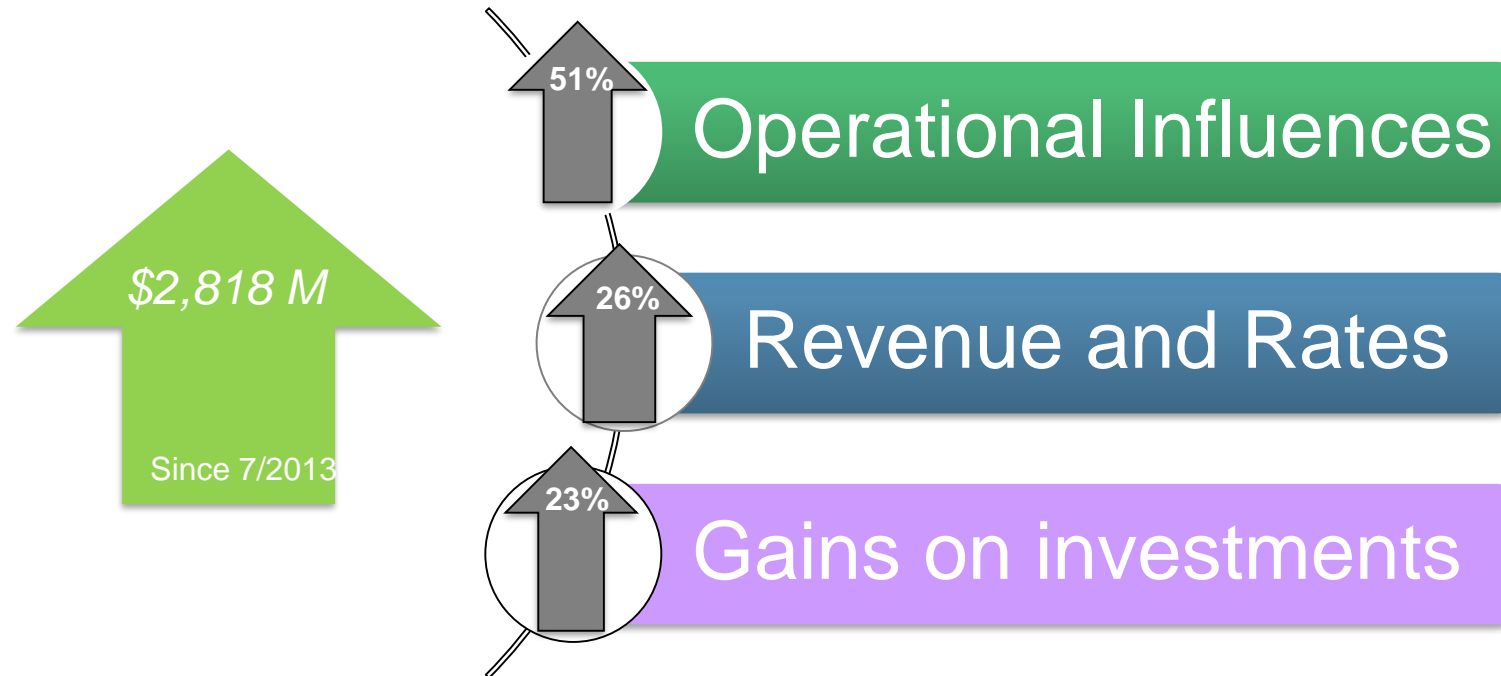 $2,818 M
Since 7/2013
51%
Operational Influences
26%
Revenue and Rates
23%
Gains on investments